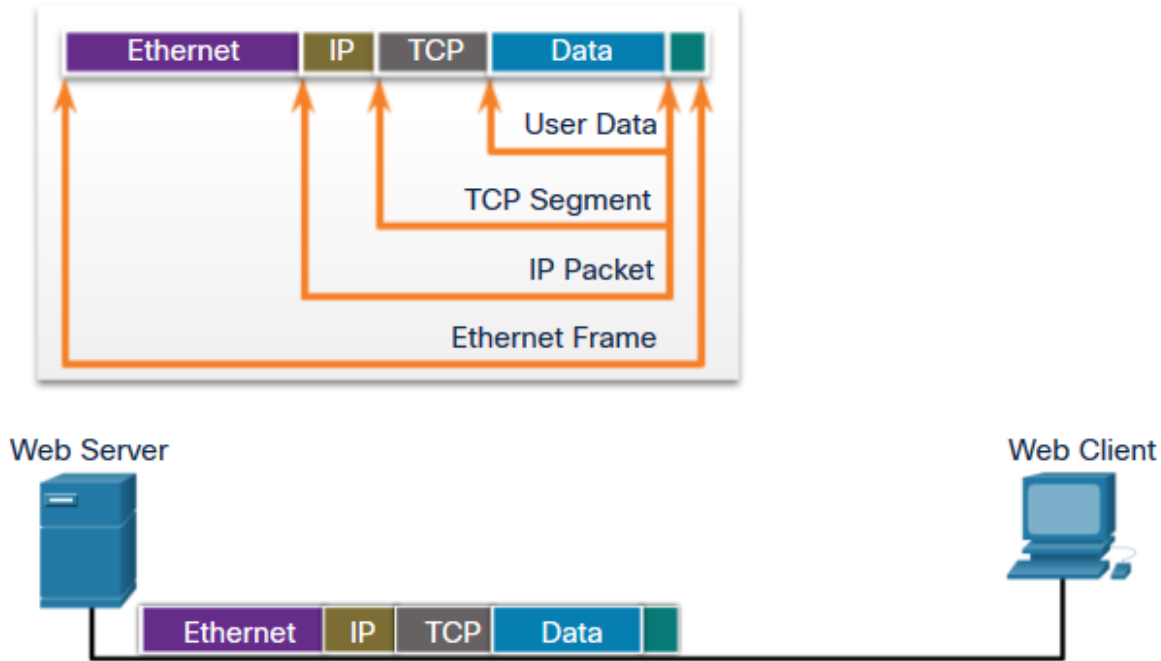 Ethernet IP TCP Data
User Data
TCP Segment
IP Packet
Ethernet Frame
Web Server Web Client
Ethernet IP TCP Data